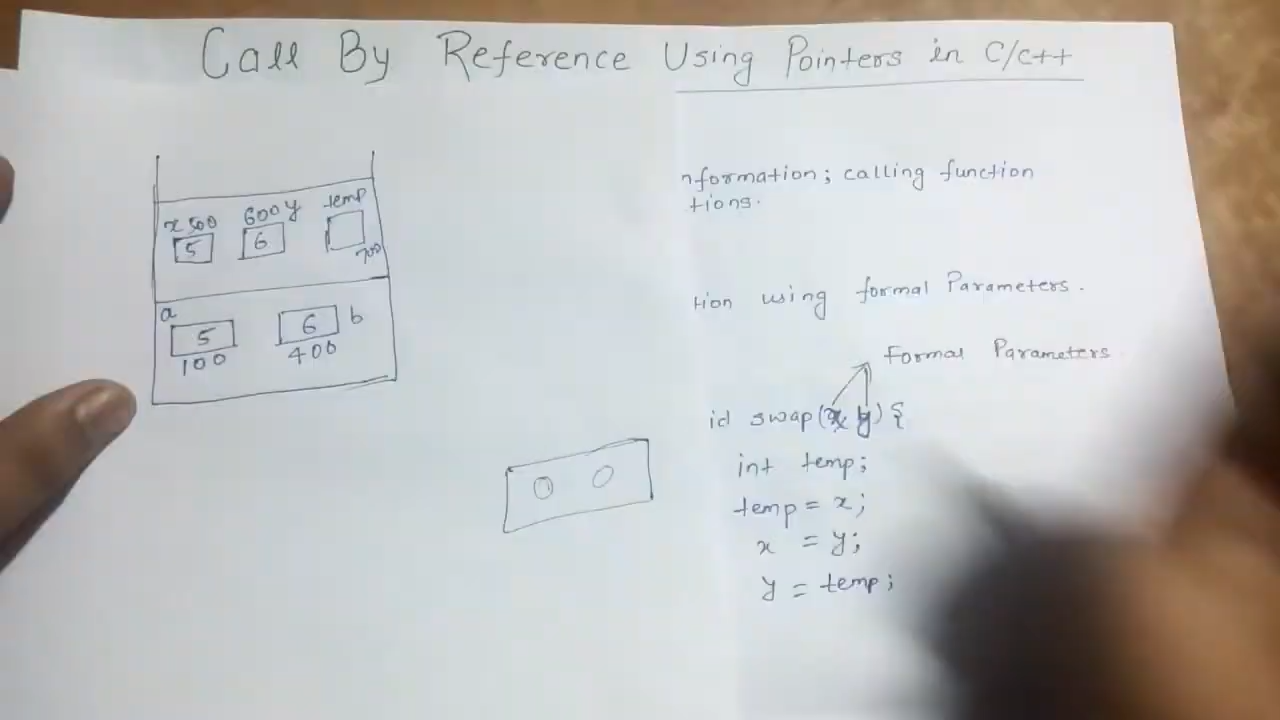 Call By Reference Using Pointers in C/C++
nformation; calling function
tions.
x 500 600 y temp
5 6
700
tion using formal Parameters.
a
5 6 b
100 400
Formal Parameters
id swap(x, y) {
int temp;
temp = x;
x = y;
y = temp;